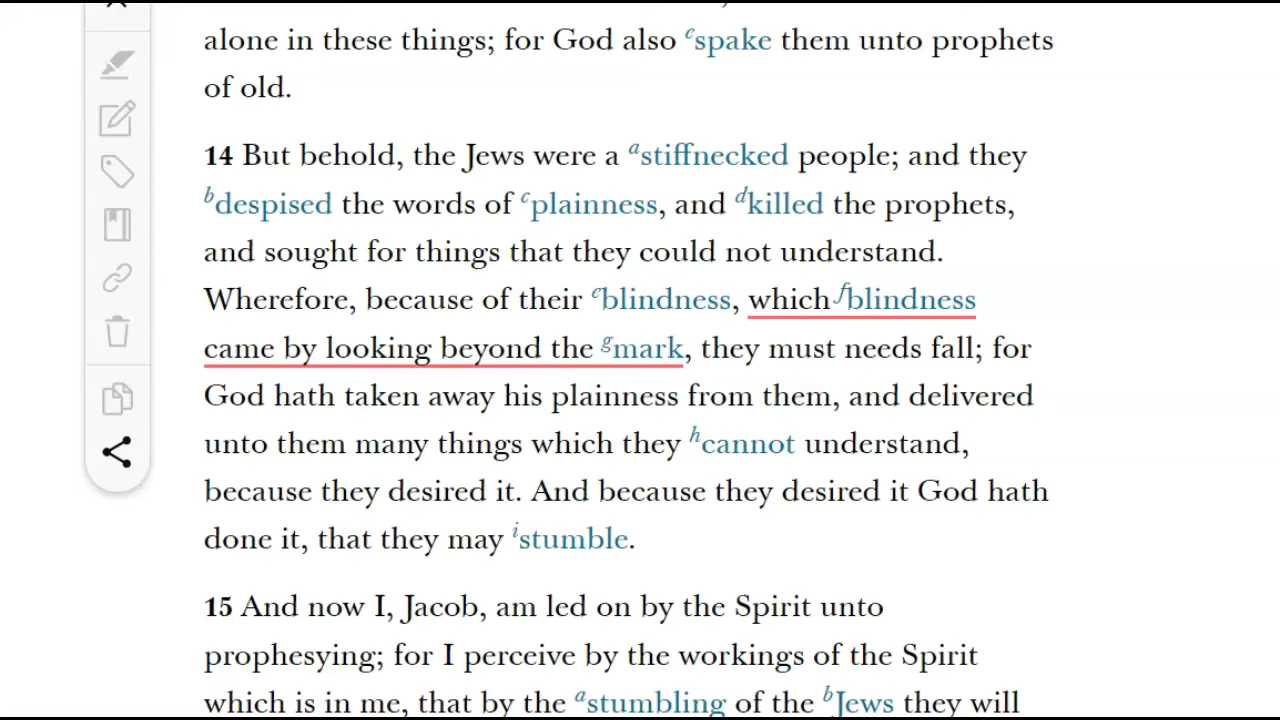 alone in these things; for God also ᵉspake them unto prophets
of old.
14 But behold, the Jews were a ᵃstiffnecked people; and they
ᵇdespised the words of ᶜplainness, and ᵈkilled the prophets,
and sought for things that they could not understand.
Wherefore, because of their ᵉblindness, which ᶠblindness
came by looking beyond the ᵍmark, they must needs fall; for
God hath taken away his plainness from them, and delivered
unto them many things which they ʰcannot understand,
because they desired it. And because they desired it God hath
done it, that they may ⁱstumble.
15 And now I, Jacob, am led on by the Spirit unto
prophesying; for I perceive by the workings of the Spirit
which is in me, that by the ᵃstumbling of the ᵇJews they will